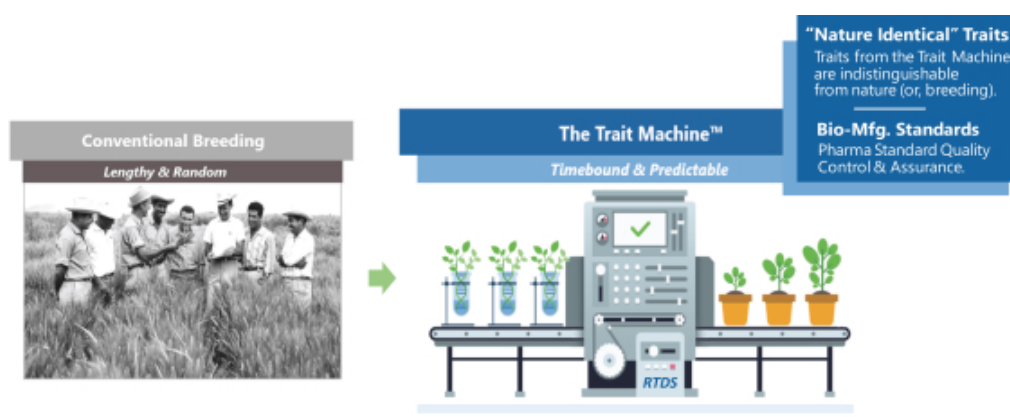 Conventional Breeding
Lengthy & Random
The Trait Machine™
Timebound & Predictable
RTDS
“Nature Identical” Traits
Traits from the Trait Machine
are indistinguishable
from nature (or, breeding).
Bio-Mfg. Standards
Pharma Standard Quality
Control & Assurance.